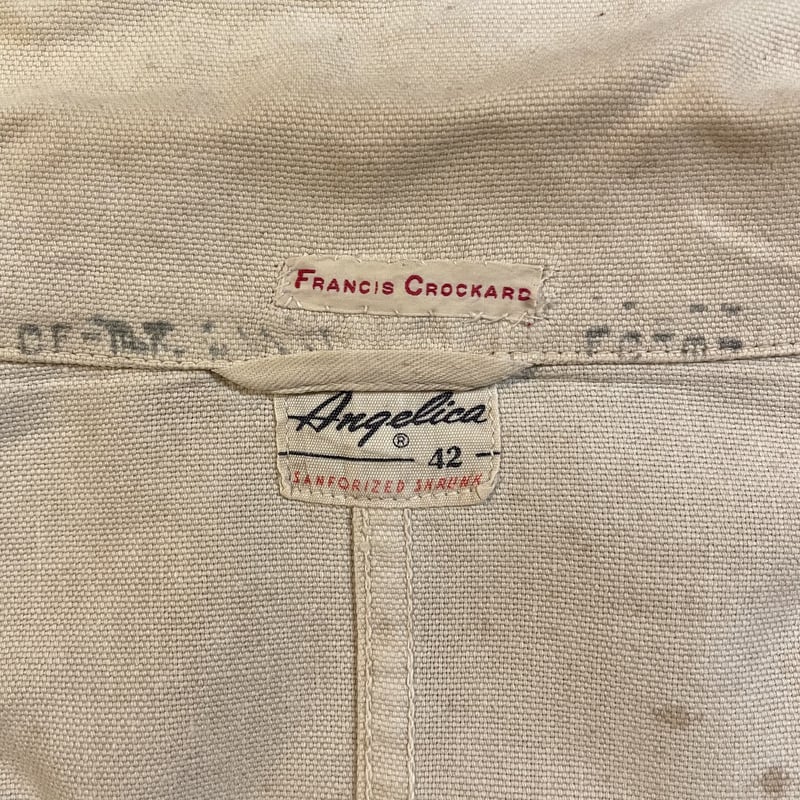 Francis Crockard
Angelica
®
42
SANFORIZED SHRUNK